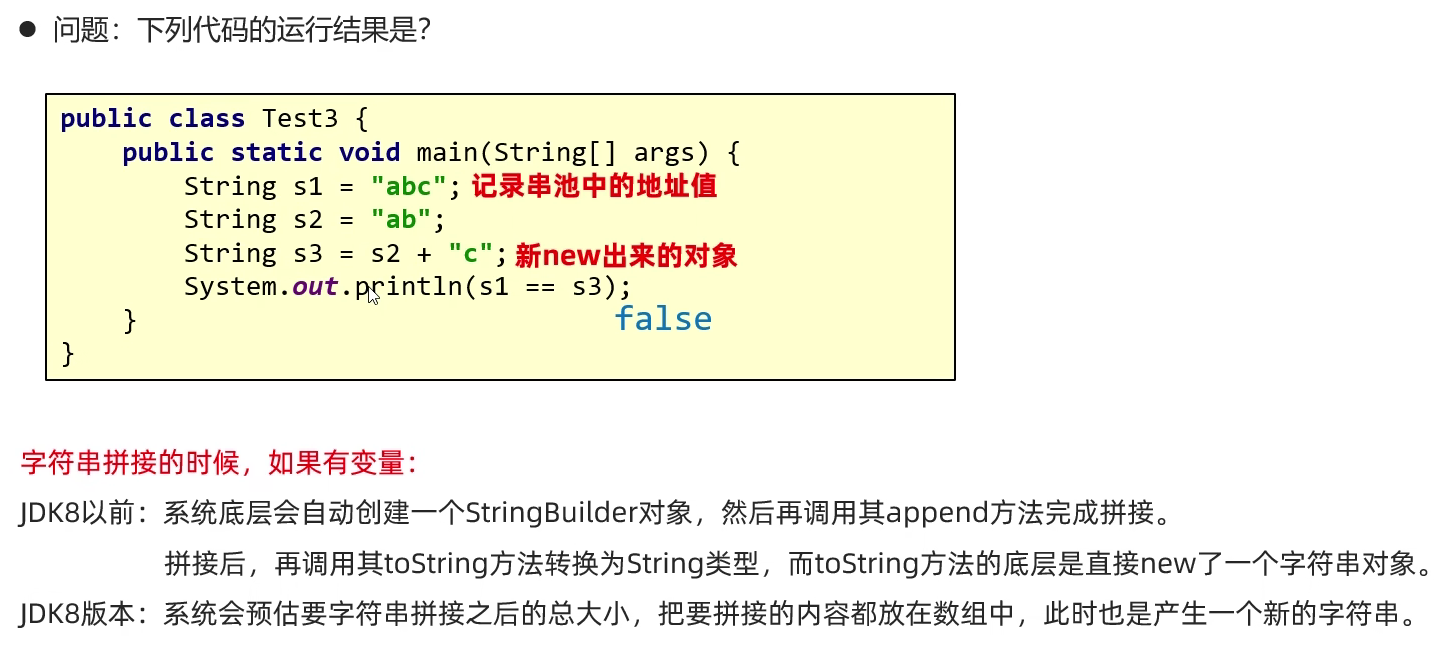 ● 问题：下列代码的运行结果是？
public class Test3 {
    public static void main(String[] args) {
        String s1 = "abc"; 记录串池中的地址值
        String s2 = "ab";
        String s3 = s2 + "c"; 新new出来的对象
        System.out.println(s1 == s3);
    }
false
}
字符串拼接的时候，如果有变量：
JDK8以前：系统底层会自动创建一个StringBuilder对象，然后再调用其append方法完成拼接。
拼接后，再调用其toString方法转换为String类型，而toString方法的底层是直接new了一个字符串对象。
JDK8版本：系统会预估要字符串拼接之后的总大小，把要拼接的内容都放在数组中，此时也是产生一个新的字符串。